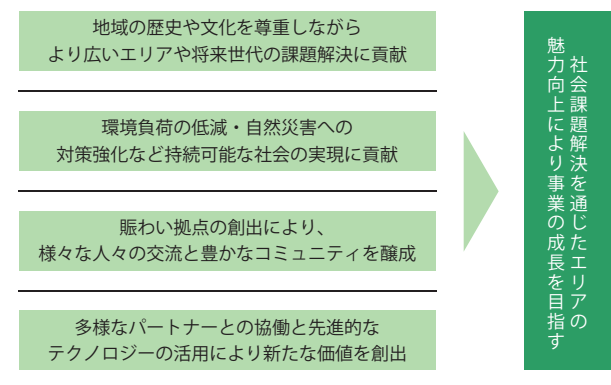 地域の歴史や文化を尊重しながら
より広いエリアや将来世代の課題解決に貢献
環境負荷の低減・自然災害への
対策強化など持続可能な社会の実現に貢献
賑わい拠点の創出により、
様々な人々の交流と豊かなコミュニティを醸成
多様なパートナーとの協働と先進的な
テクノロジーの活用により新たな価値を創出
社会課題解決を通じたエリアの
魅力向上により事業の成長を目指す